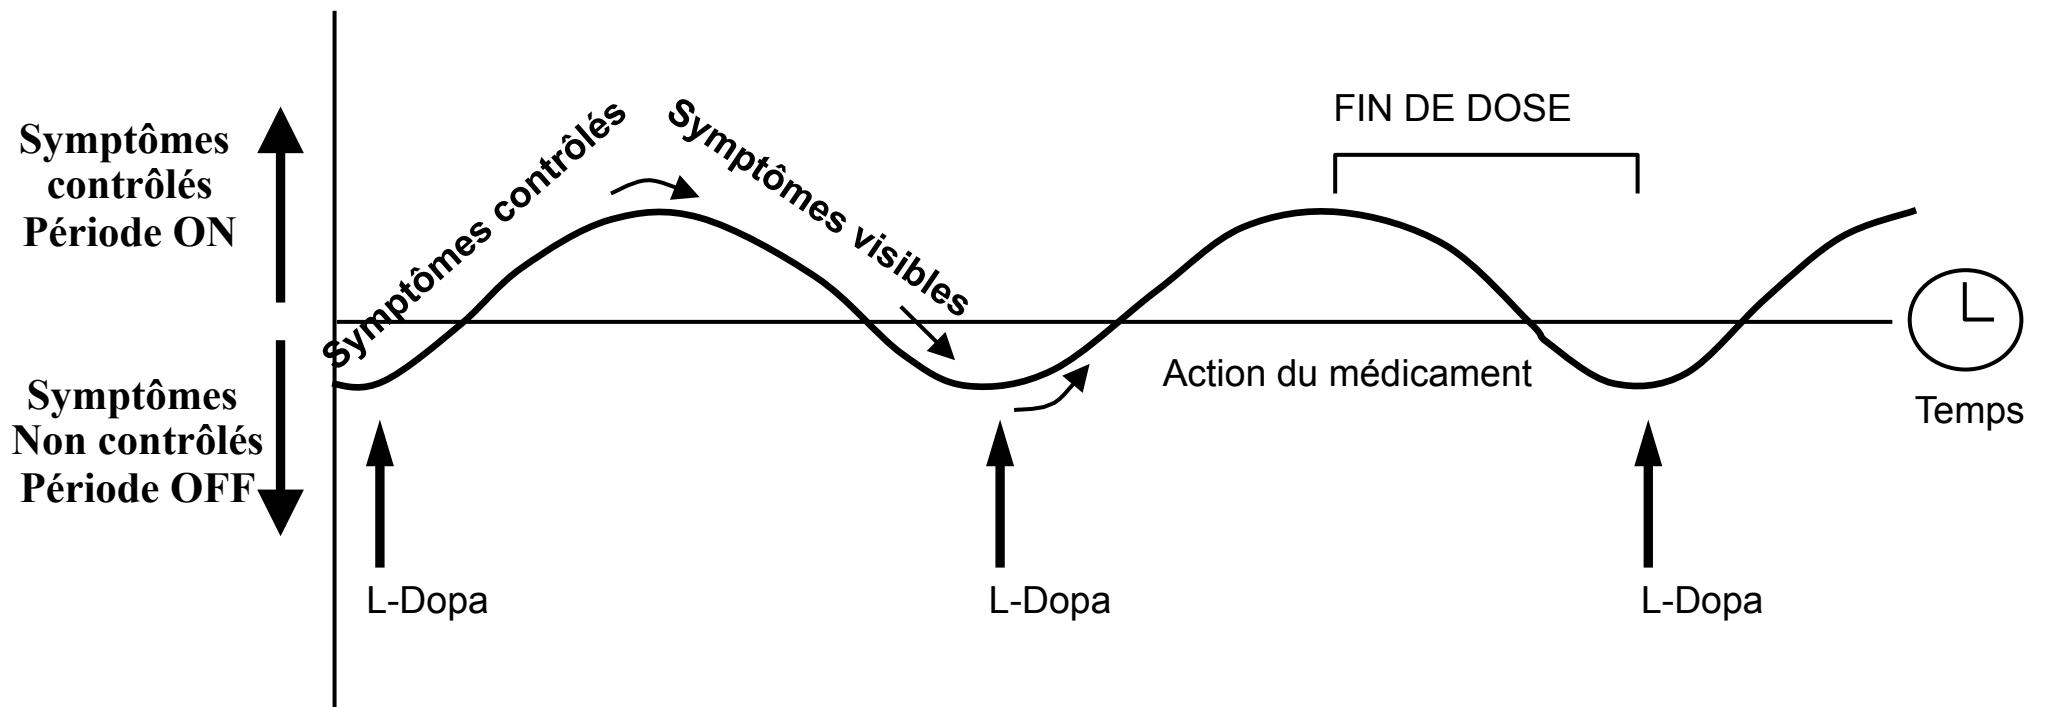 Symptômes
contrôlés
Période ON
Symptômes
Non contrôlés
Période OFF
Symptômes contrôlés
Symptômes visibles
FIN DE DOSE
Action du médicament
Temps
L-Dopa
L-Dopa
L-Dopa